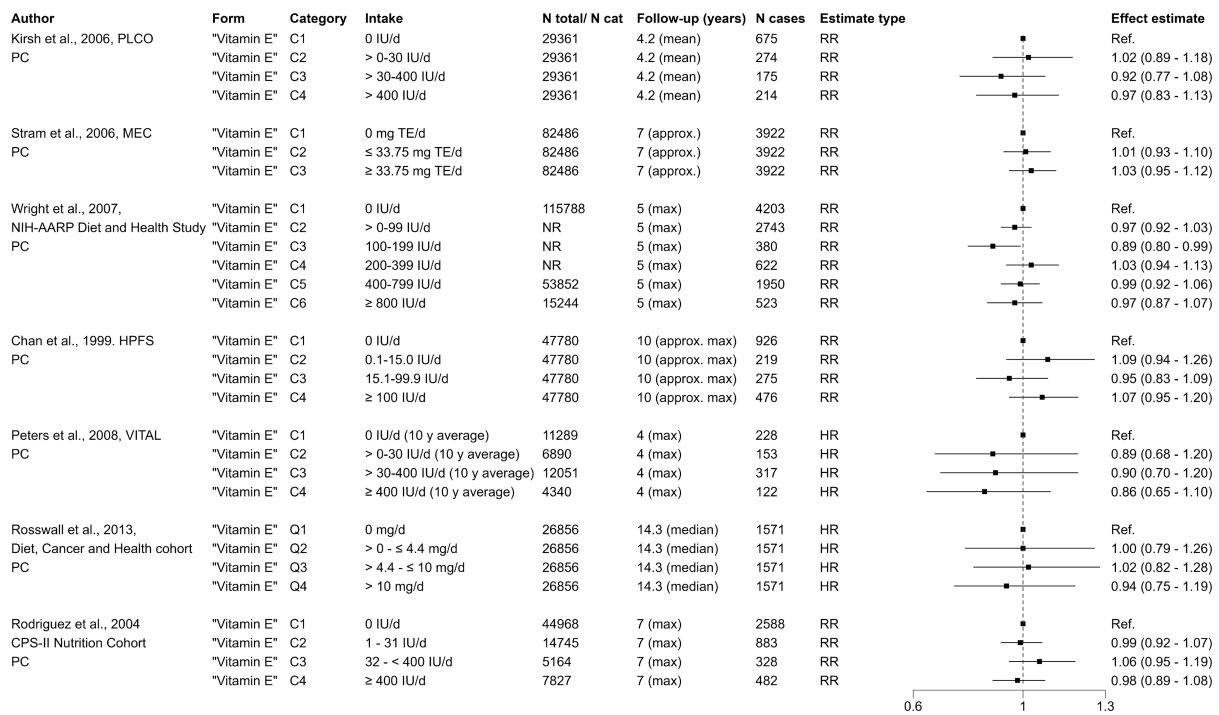 Author Form Category Intake N total/ N cat Follow-up (years) N cases Estimate type Effect estimate
Kirsh et al., 2006, PLCO "Vitamin E" C1 0 IU/d 29361 4.2 (mean) 675 RR Ref.
PC "Vitamin E" C2 > 0-30 IU/d 29361 4.2 (mean) 274 RR 1.02 (0.89 - 1.18)
"Vitamin E" C3 > 30-400 IU/d 29361 4.2 (mean) 175 RR 0.92 (0.77 - 1.08)
"Vitamin E" C4 > 400 IU/d 29361 4.2 (mean) 214 RR 0.97 (0.83 - 1.13)
Stram et al., 2006, MEC "Vitamin E" C1 0 mg TE/d 82486 7 (approx.) 3922 RR Ref.
PC "Vitamin E" C2 ≤ 33.75 mg TE/d 82486 7 (approx.) 3922 RR 1.01 (0.93 - 1.10)
"Vitamin E" C3 ≥ 33.75 mg TE/d 82486 7 (approx.) 3922 RR 1.03 (0.95 - 1.12)
Wright et al., 2007, "Vitamin E" C1 0 IU/d 115788 5 (max) 4203 RR Ref.
NIH-AARP Diet and Health Study "Vitamin E" C2 > 0-99 IU/d NR 5 (max) 2743 RR 0.97 (0.92 - 1.03)
PC "Vitamin E" C3 100-199 IU/d NR 5 (max) 380 RR 0.89 (0.80 - 0.99)
"Vitamin E" C4 200-399 IU/d NR 5 (max) 622 RR 1.03 (0.94 - 1.13)
"Vitamin E" C5 400-799 IU/d 53852 5 (max) 1950 RR 0.99 (0.92 - 1.06)
"Vitamin E" C6 ≥ 800 IU/d 15244 5 (max) 523 RR 0.97 (0.87 - 1.07)
Chan et al., 1999. HPFS "Vitamin E" C1 0 IU/d 47780 10 (approx. max) 926 RR Ref.
PC "Vitamin E" C2 0.1-15.0 IU/d 47780 10 (approx. max) 219 RR 1.09 (0.94 - 1.26)
"Vitamin E" C3 15.1-99.9 IU/d 47780 10 (approx. max) 275 RR 0.95 (0.83 - 1.09)
"Vitamin E" C4 ≥ 100 IU/d 47780 10 (approx. max) 476 RR 1.07 (0.95 - 1.20)
Peters et al., 2008, VITAL "Vitamin E" C1 0 IU/d (10 y average) 11289 4 (max) 228 HR Ref.
PC "Vitamin E" C2 > 0-30 IU/d (10 y average) 6890 4 (max) 153 HR 0.89 (0.68 - 1.20)
"Vitamin E" C3 > 30-400 IU/d (10 y average) 12051 4 (max) 317 HR 0.90 (0.70 - 1.20)
"Vitamin E" C4 ≥ 400 IU/d (10 y average) 4340 4 (max) 122 HR 0.86 (0.65 - 1.10)
Rosswall et al., 2013, "Vitamin E" Q1 0 mg/d 26856 14.3 (median) 1571 HR Ref.
Diet, Cancer and Health cohort "Vitamin E" Q2 > 0 - ≤ 4.4 mg/d 26856 14.3 (median) 1571 HR 1.00 (0.79 - 1.26)
PC "Vitamin E" Q3 > 4.4 - ≤ 10 mg/d 26856 14.3 (median) 1571 HR 1.02 (0.82 - 1.28)
"Vitamin E" Q4 > 10 mg/d 26856 14.3 (median) 1571 HR 0.94 (0.75 - 1.19)
Rodriguez et al., 2004 "Vitamin E" C1 0 IU/d 44968 7 (max) 2588 RR Ref.
CPS-II Nutrition Cohort "Vitamin E" C2 1 - 31 IU/d 14745 7 (max) 883 RR 0.99 (0.92 - 1.07)
PC "Vitamin E" C3 32 - < 400 IU/d 5164 7 (max) 328 RR 1.06 (0.95 - 1.19)
"Vitamin E" C4 ≥ 400 IU/d 7827 7 (max) 482 RR 0.98 (0.89 - 1.08)
0.6 1 1.3